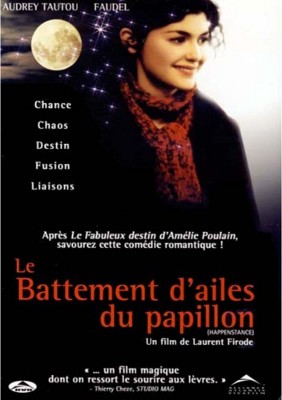 AUDREY TAUTOU FAUDEL
Chance
Chaos
Destin
Fusion
Liaisons
Après Le Fabuleux destin d'Amélie Poulain,
savourez cette comédie romantique !
Le
Battement d'ailes
du papillon
(HAPPENSTANCE)
Un film de Laurent Firode
« ... un film magique
dont on ressort le sourire aux lèvres. »
- Thierry Cheze, STUDIO MAG